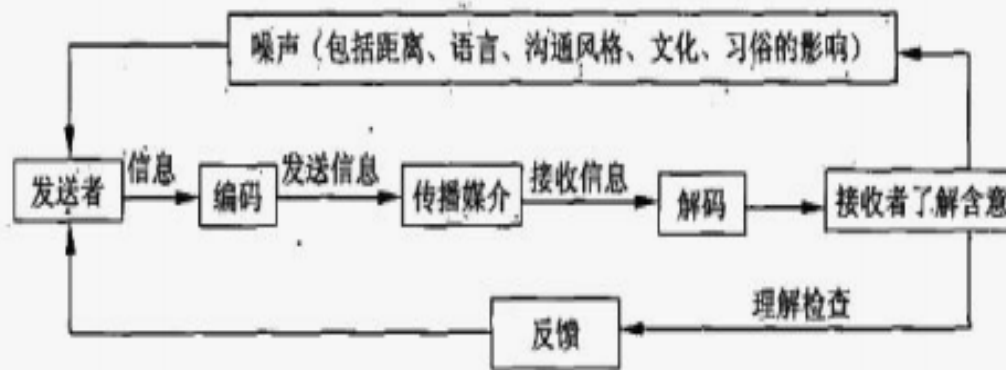 噪声（包括距离、语言、沟通风格、文化、习俗的影响）
发送者
信息
编码
发送信息
传播媒介
接收信息
解码
接收者了解含意
理解检查
反馈